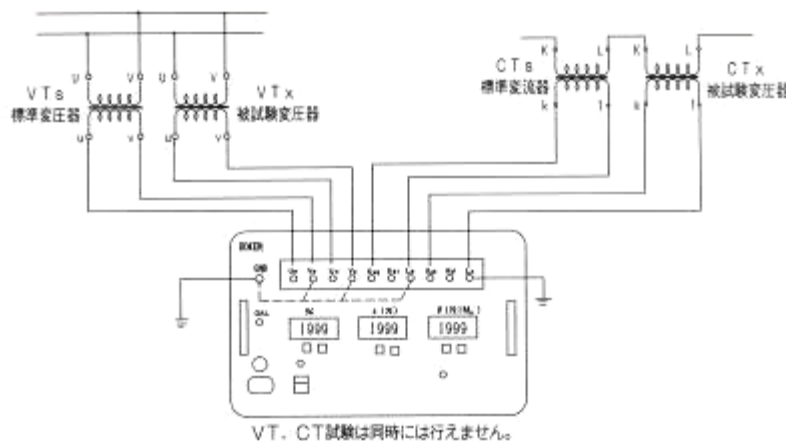 U V U V
K L K L
VTs
標準変圧器
VTx
被試験変圧器
CTs
標準変流器
CTx
被試験変圧器
u v u v
k l k l
GND
CAL
%
1999 1999 1999
VT、CT試験は同時には行えません。